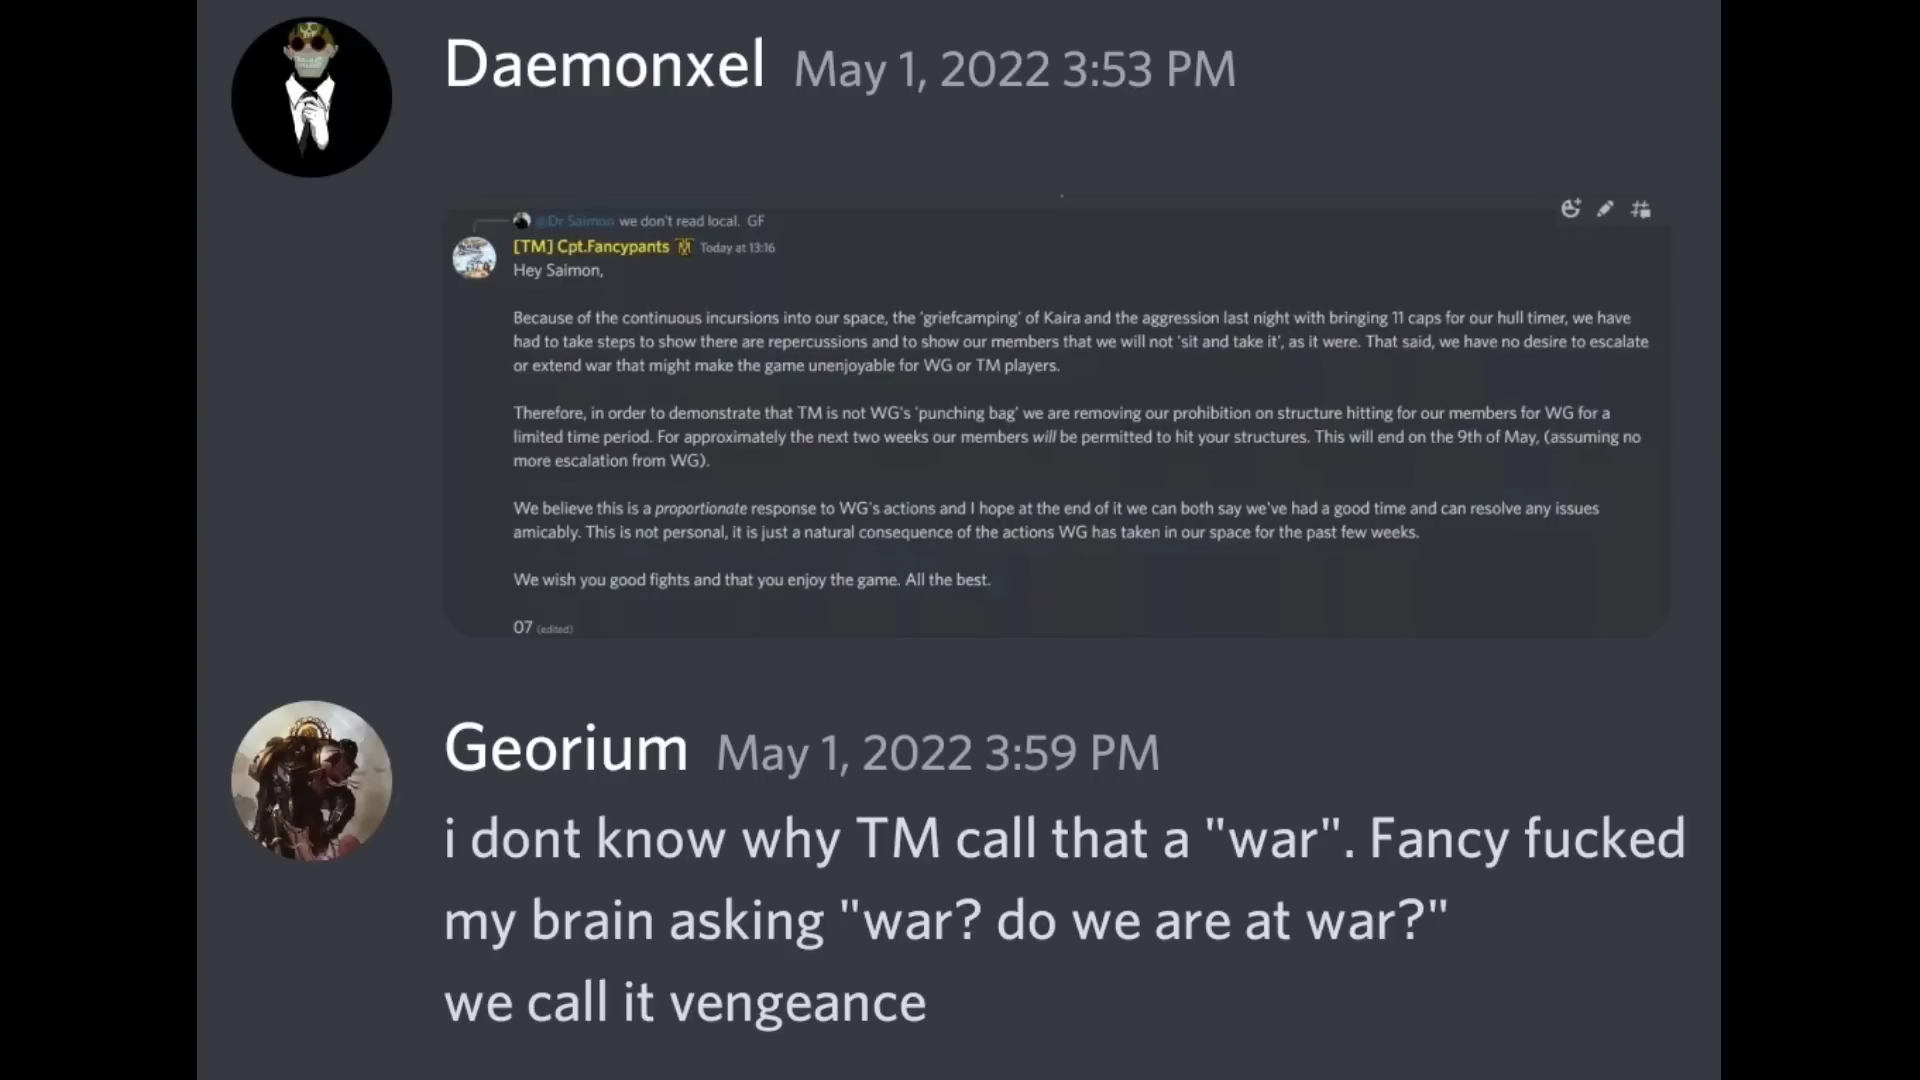 Daemonxel May 1, 2022 3:53 PM
@Dr Saimon we don't read local. GF
[TM] Cpt.Fancypants Today at 13:16
Hey Saimon,
Because of the continuous incursions into our space, the 'griefcamping' of Kaira and the aggression last night with bringing 11 caps for our hull timer, we have
had to take steps to show there are repercussions and to show our members that we will not 'sit and take it', as it were. That said, we have no desire to escalate
or extend war that might make the game unenjoyable for WG or TM players.
Therefore, in order to demonstrate that TM is not WG's 'punching bag' we are removing our prohibition on structure hitting for our members for WG for a
limited time period. For approximately the next two weeks our members will be permitted to hit your structures. This will end on the 9th of May, (assuming no
more escalation from WG).
We believe this is a proportionate response to WG's actions and I hope at the end of it we can both say we've had a good time and can resolve any issues
amicably. This is not personal, it is just a natural consequence of the actions WG has taken in our space for the past few weeks.
We wish you good fights and that you enjoy the game. All the best.
07 (edited)
Georium May 1, 2022 3:59 PM
i dont know why TM call that a "war". Fancy fucked
my brain asking "war? do we are at war?"
we call it vengeance